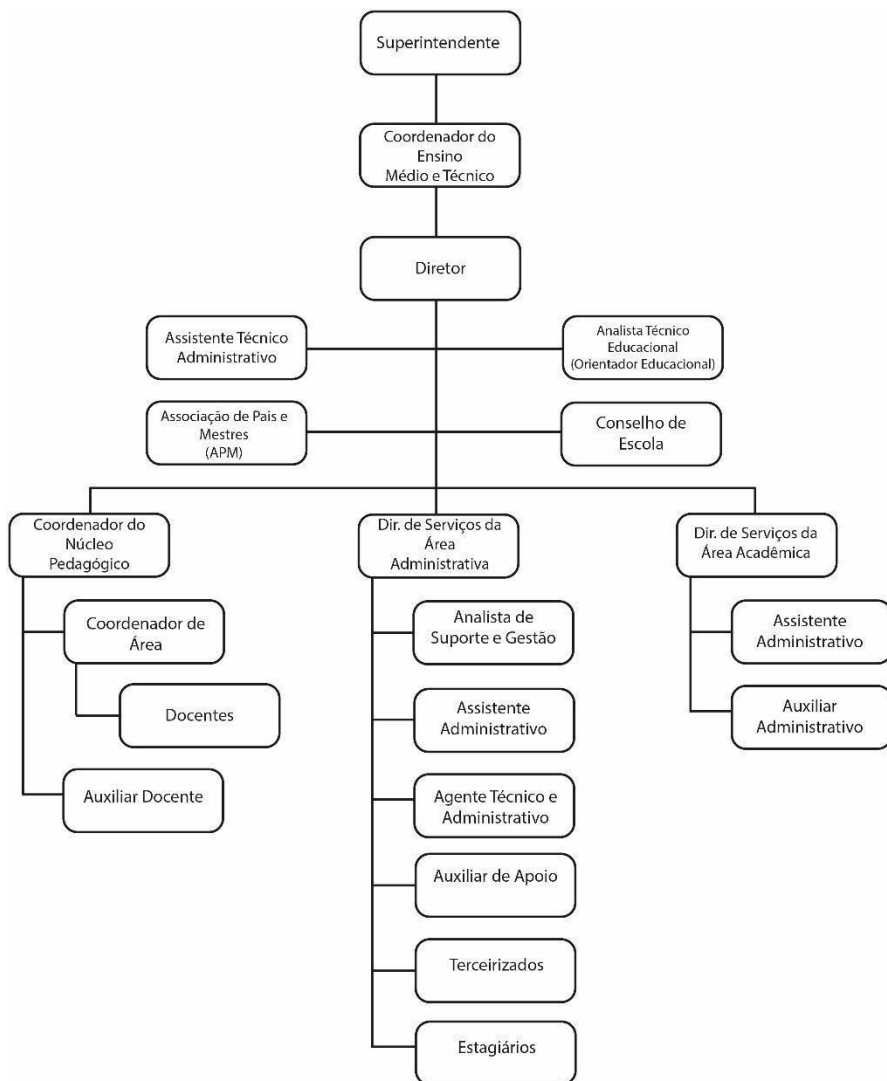 Superintendente
Coordenador do
Ensino
Médio e Técnico
Diretor
Assistente Técnico
Administrativo
Analista Técnico
Educacional
(Orientador Educacional)
Associação de Pais e
Mestres
(APM)
Conselho de
Escola
Coordenador do
Núcleo
Pedagógico
Dir. de Serviços da
Área
Administrativa
Dir. de Serviços da
Área Acadêmica
Coordenador de
Área
Docentes
Auxiliar Docente
Analista de
Suporte e Gestão
Assistente
Administrativo
Agente Técnico e
Administrativo
Auxiliar de Apoio
Terceirizados
Estagiários
Assistente
Administrativo
Auxiliar
Administrativo